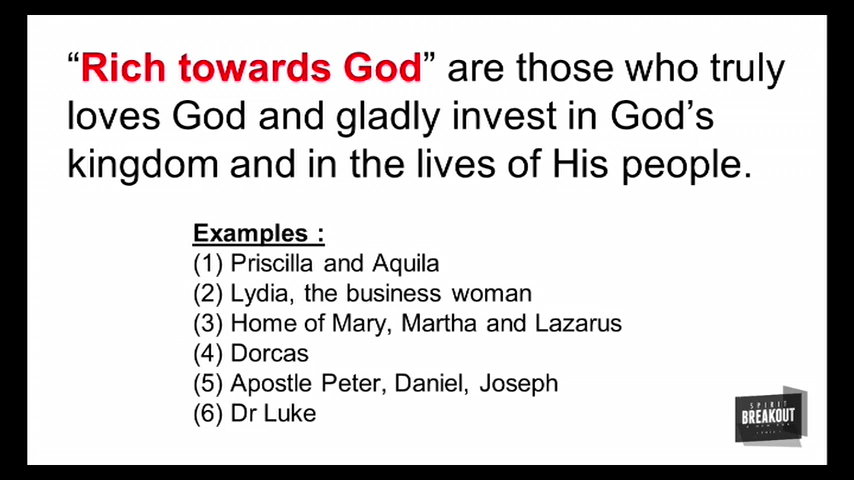 “Rich towards God” are those who truly
loves God and gladly invest in God’s
kingdom and in the lives of His people.
Examples :
(1) Priscilla and Aquila
(2) Lydia, the business woman
(3) Home of Mary, Martha and Lazarus
(4) Dorcas
(5) Apostle Peter, Daniel, Joseph
(6) Dr Luke
SPIRIT
BREAKOUT